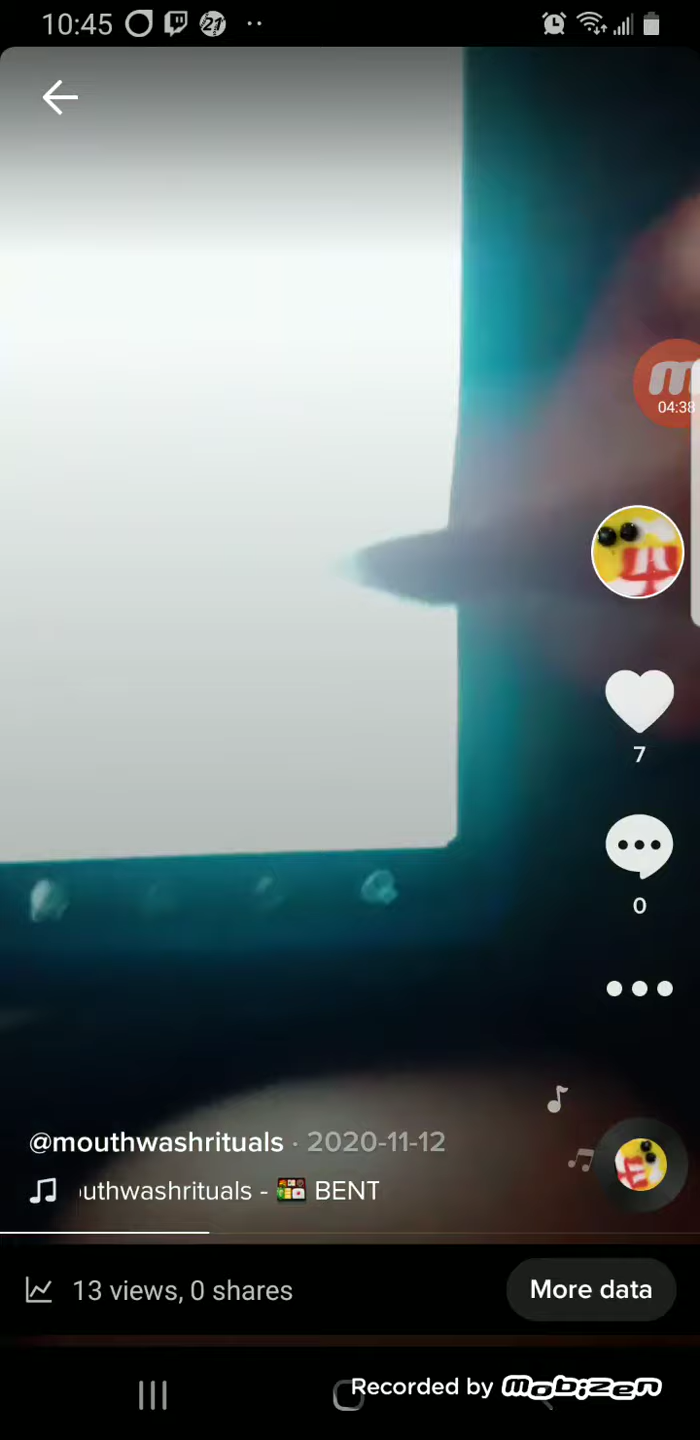 10:45
21
04:38
7
0
@mouthwashrituals · 2020-11-12
uthwashrituals - 🍱 BENT
13 views, 0 shares
More data
Recorded by mobizen